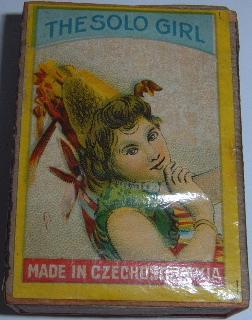 THE SOLO GIRL
MADE IN CZECHOSLOVAKIA